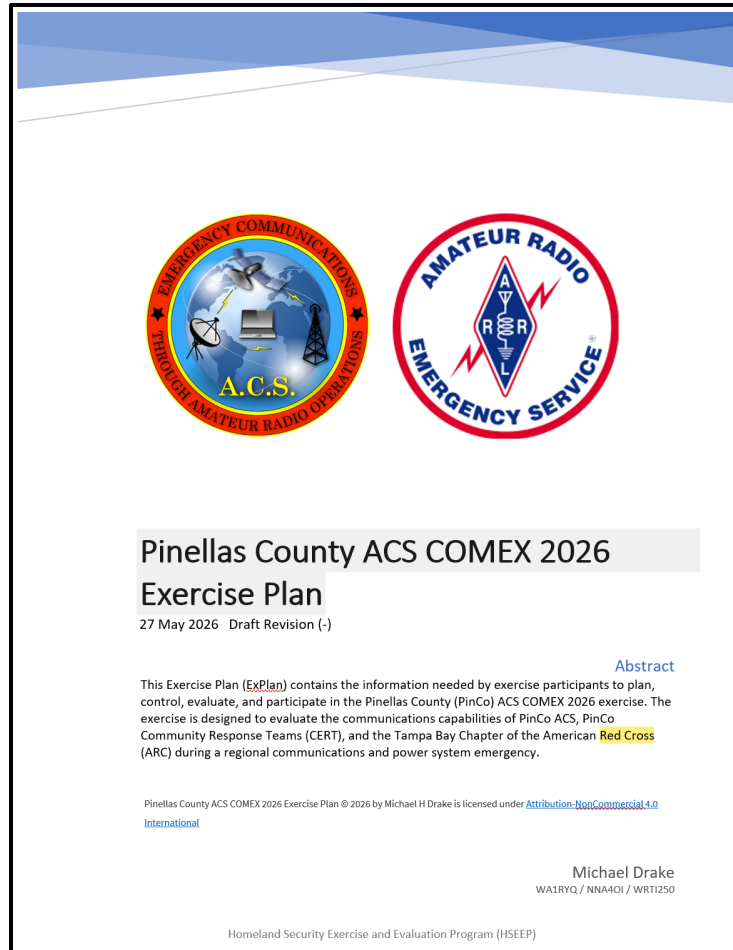 EMERGENCY COMMUNICATIONS
THROUGH AMATEUR RADIO OPERATIONS
A.C.S.
AMATEUR RADIO
EMERGENCY SERVICE
®
A
R R
L
Pinellas County ACS COMEX 2026
Exercise Plan
27 May 2026 Draft Revision (-)
Abstract
This Exercise Plan (ExPlan) contains the information needed by exercise participants to plan,
control, evaluate, and participate in the Pinellas County (PinCo) ACS COMEX 2026 exercise. The
exercise is designed to evaluate the communications capabilities of PinCo ACS, PinCo
Community Response Teams (CERT), and the Tampa Bay Chapter of the American Red Cross
(ARC) during a regional communications and power system emergency.
Pinellas County ACS COMEX 2026 Exercise Plan © 2026 by Michael H Drake is licensed under Attribution-NonCommercial 4.0
International
Michael Drake
WA1RYQ / NNA4OI / WRTI250
Homeland Security Exercise and Evaluation Program (HSEEP)